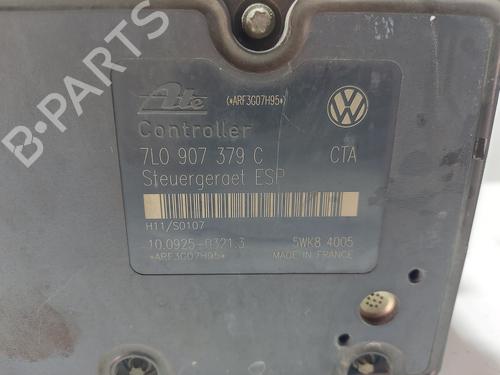 Ate (*ARF3G07H95*)
Controller
7L0 907 379 C CTA
Steuergeraet ESP
H11/S0107
10.0925-0321.3 5WK8 4005
*ARF3G07H95* MADE IN FRANCE
B-PARTS